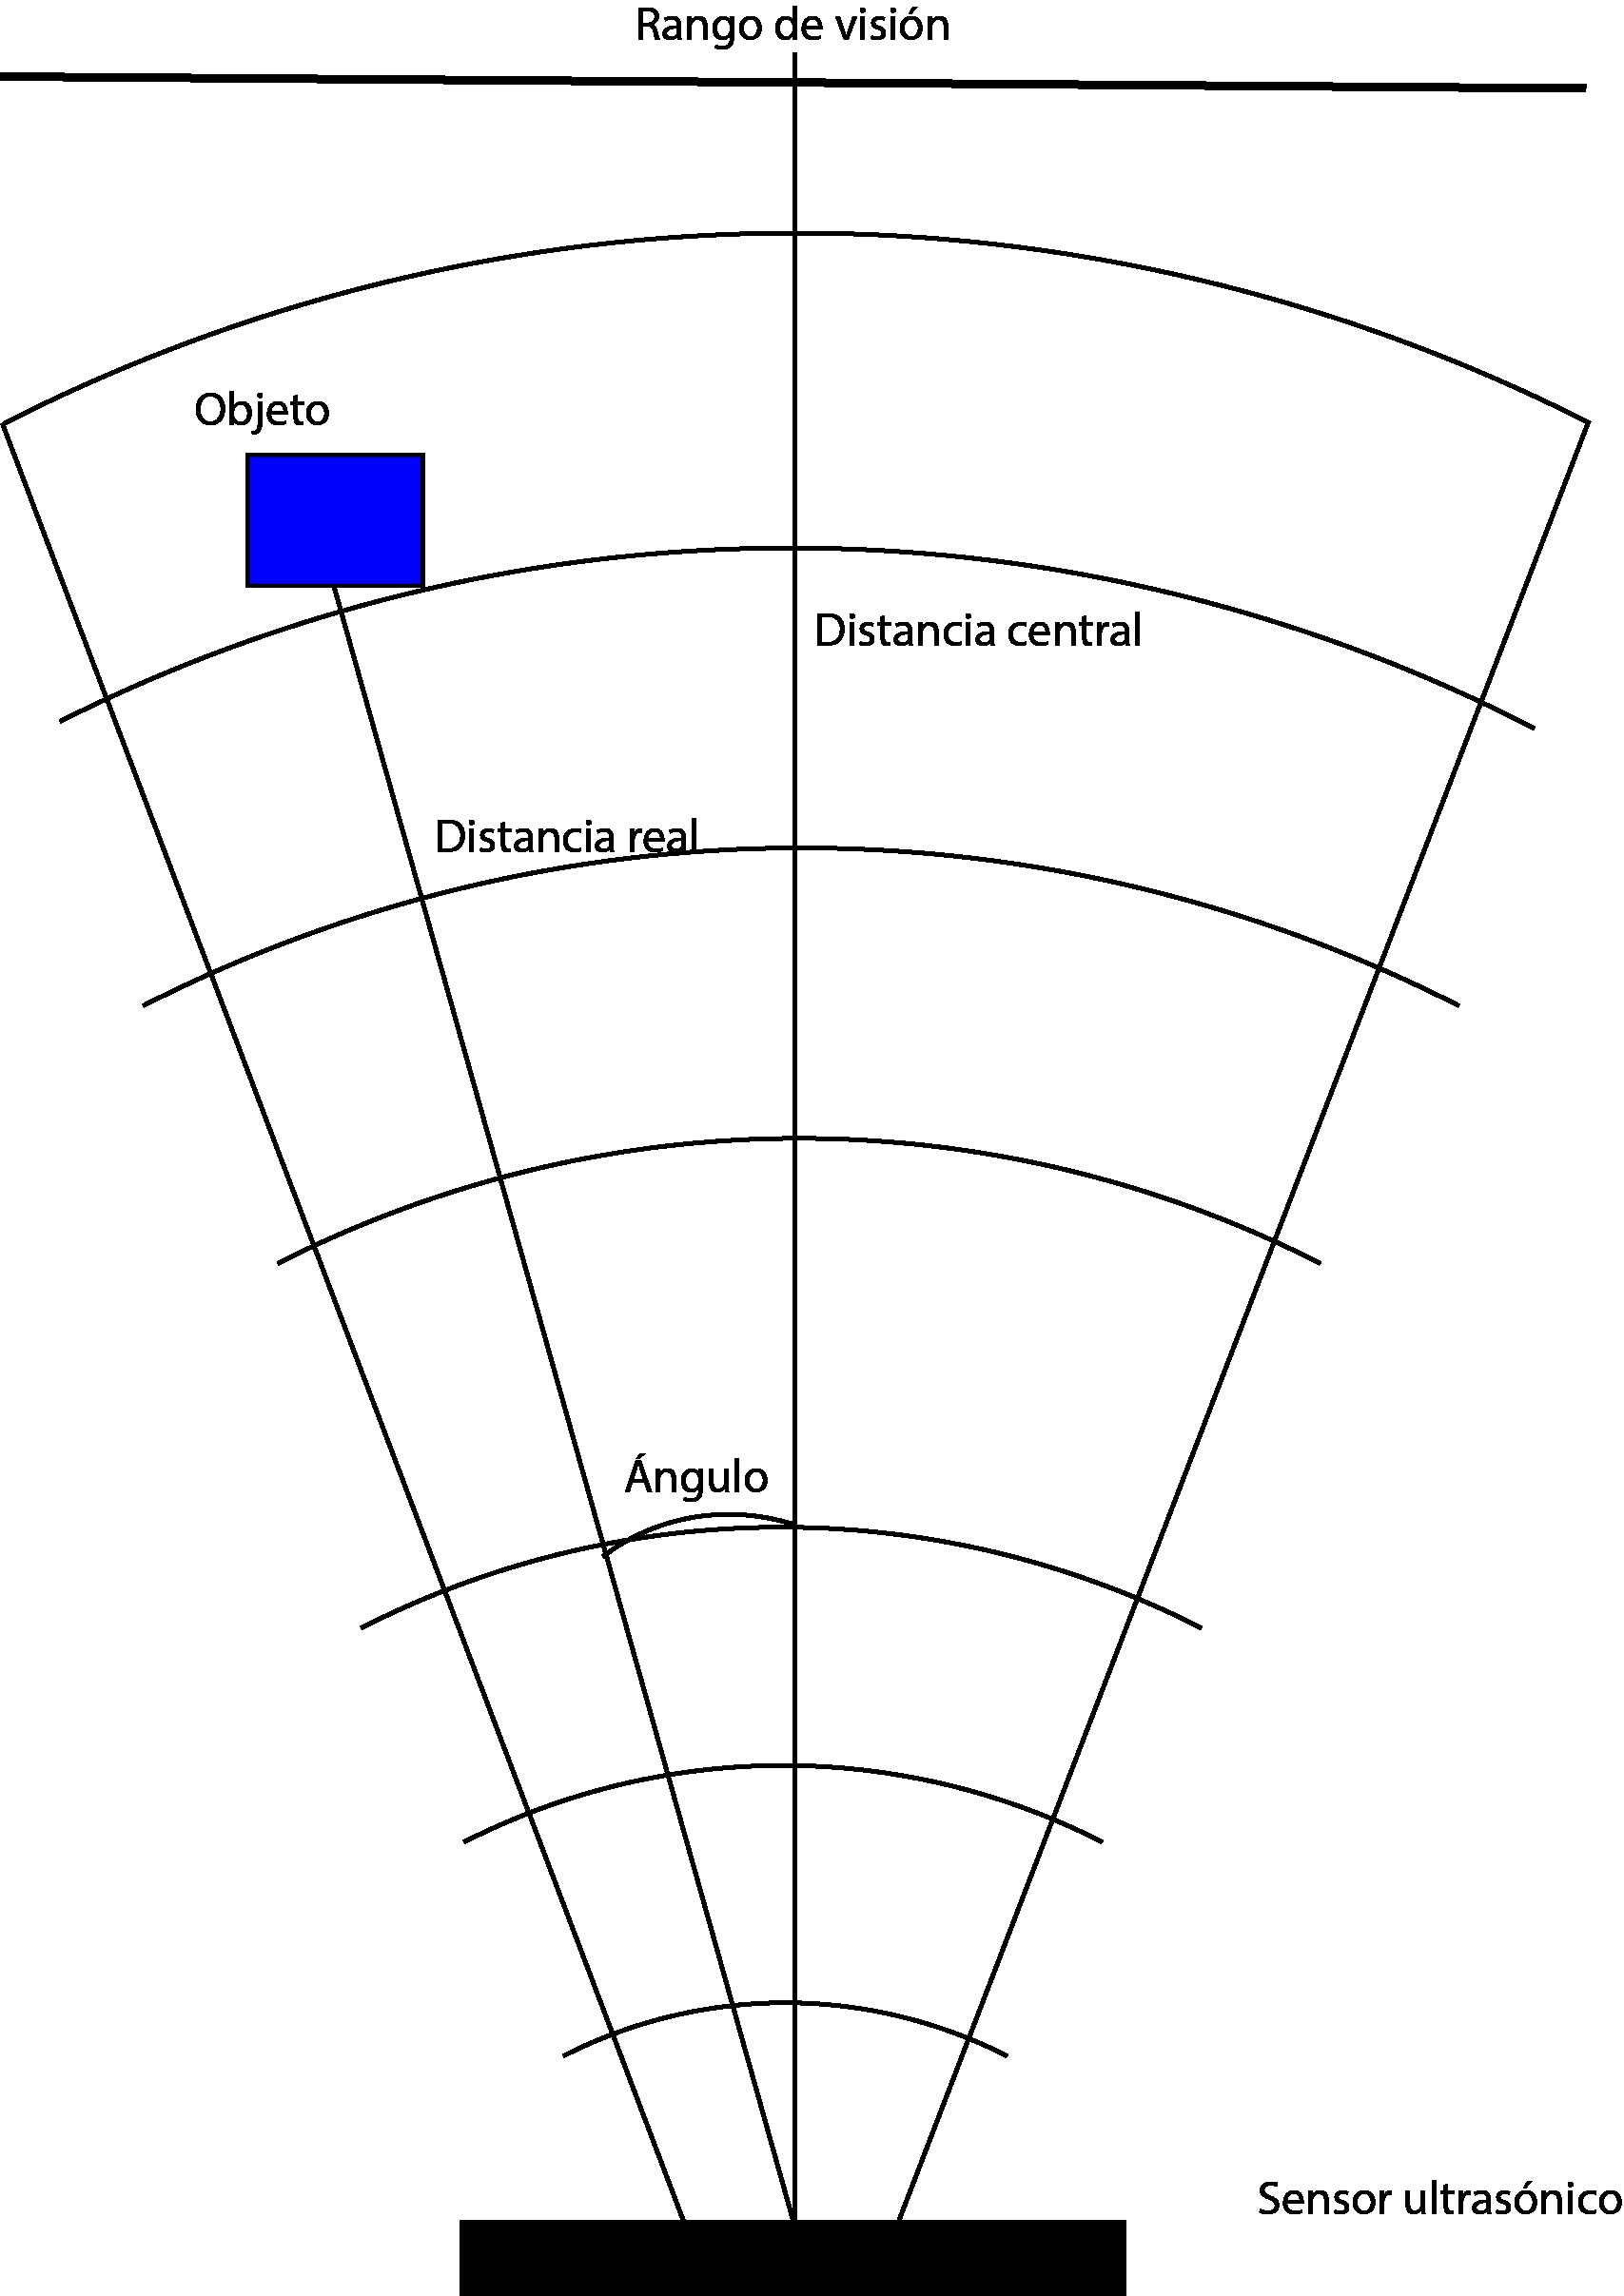 Rango de visión
Objeto
Distancia central
Distancia real
Ángulo
Sensor ultrasónico